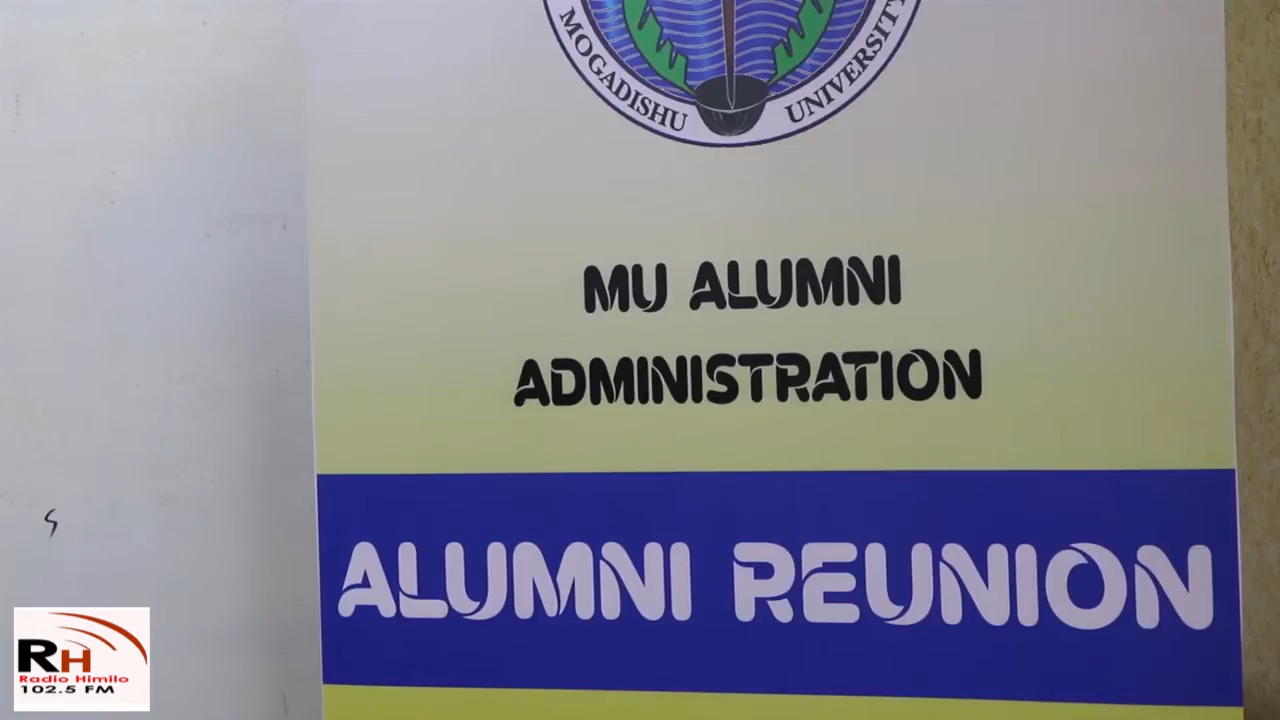 MOGADISHU UNIVERSITY
MU ALUMNI
ADMINISTRATION
ALUMNI REUNION
RH
Radio Himilo
102.5 FM